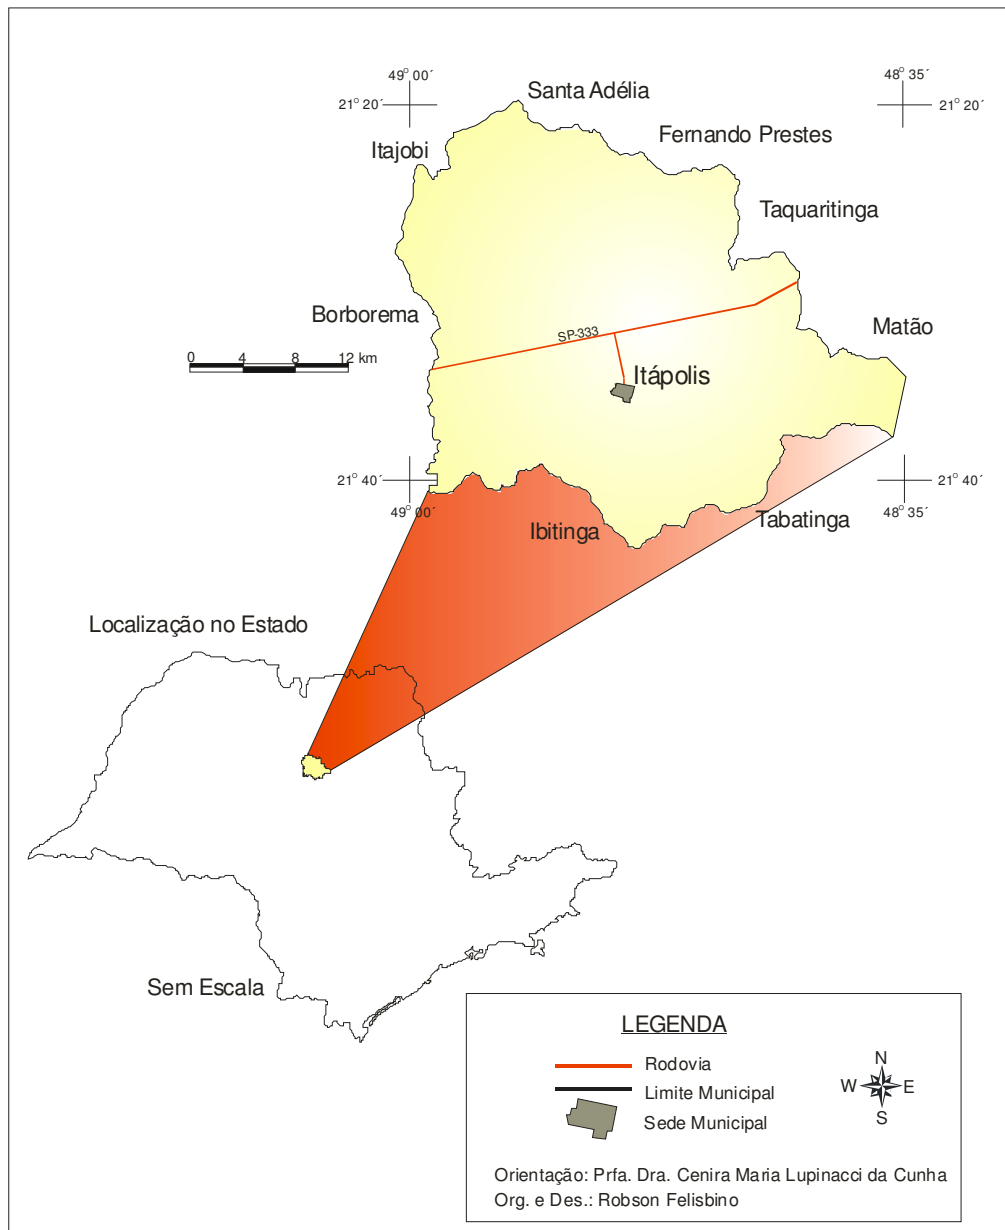 49° 00´
48° 35´
21° 20´
21° 20´
Santa Adélia
Fernando Prestes
Itajobi
Taquaritinga
Borborema
SP-333
Matão
0 4 8 12 km
Itápolis
21° 40´
21° 40´
49° 00´
48° 35´
Ibitinga
Tabatinga
Localização no Estado
Sem Escala
LEGENDA
Rodovia
Limite Municipal
Sede Municipal
N
W E
S
Orientação: Prfa. Dra. Cenira Maria Lupinacci da Cunha
Org. e Des.: Robson Felisbino